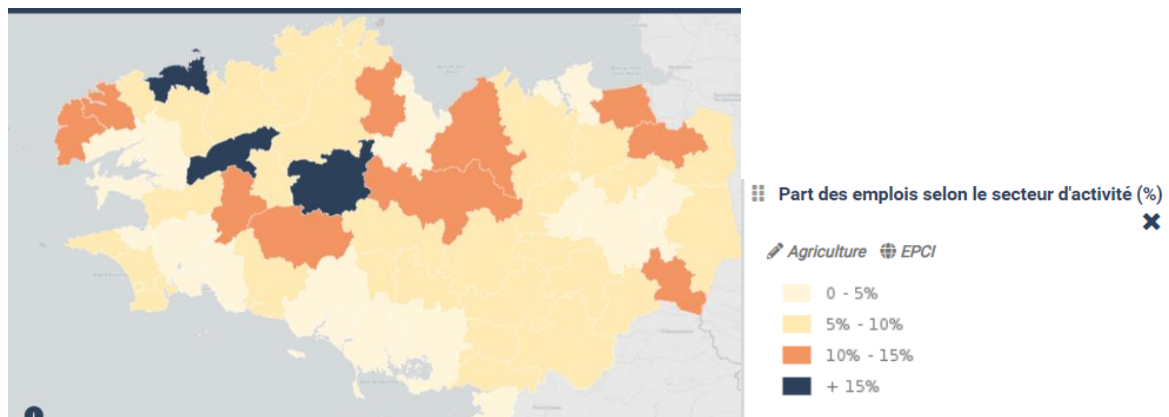 Part des emplois selon le secteur d'activité (%)
Agriculture EPCI
0 - 5%
5% - 10%
10% - 15%
+ 15%